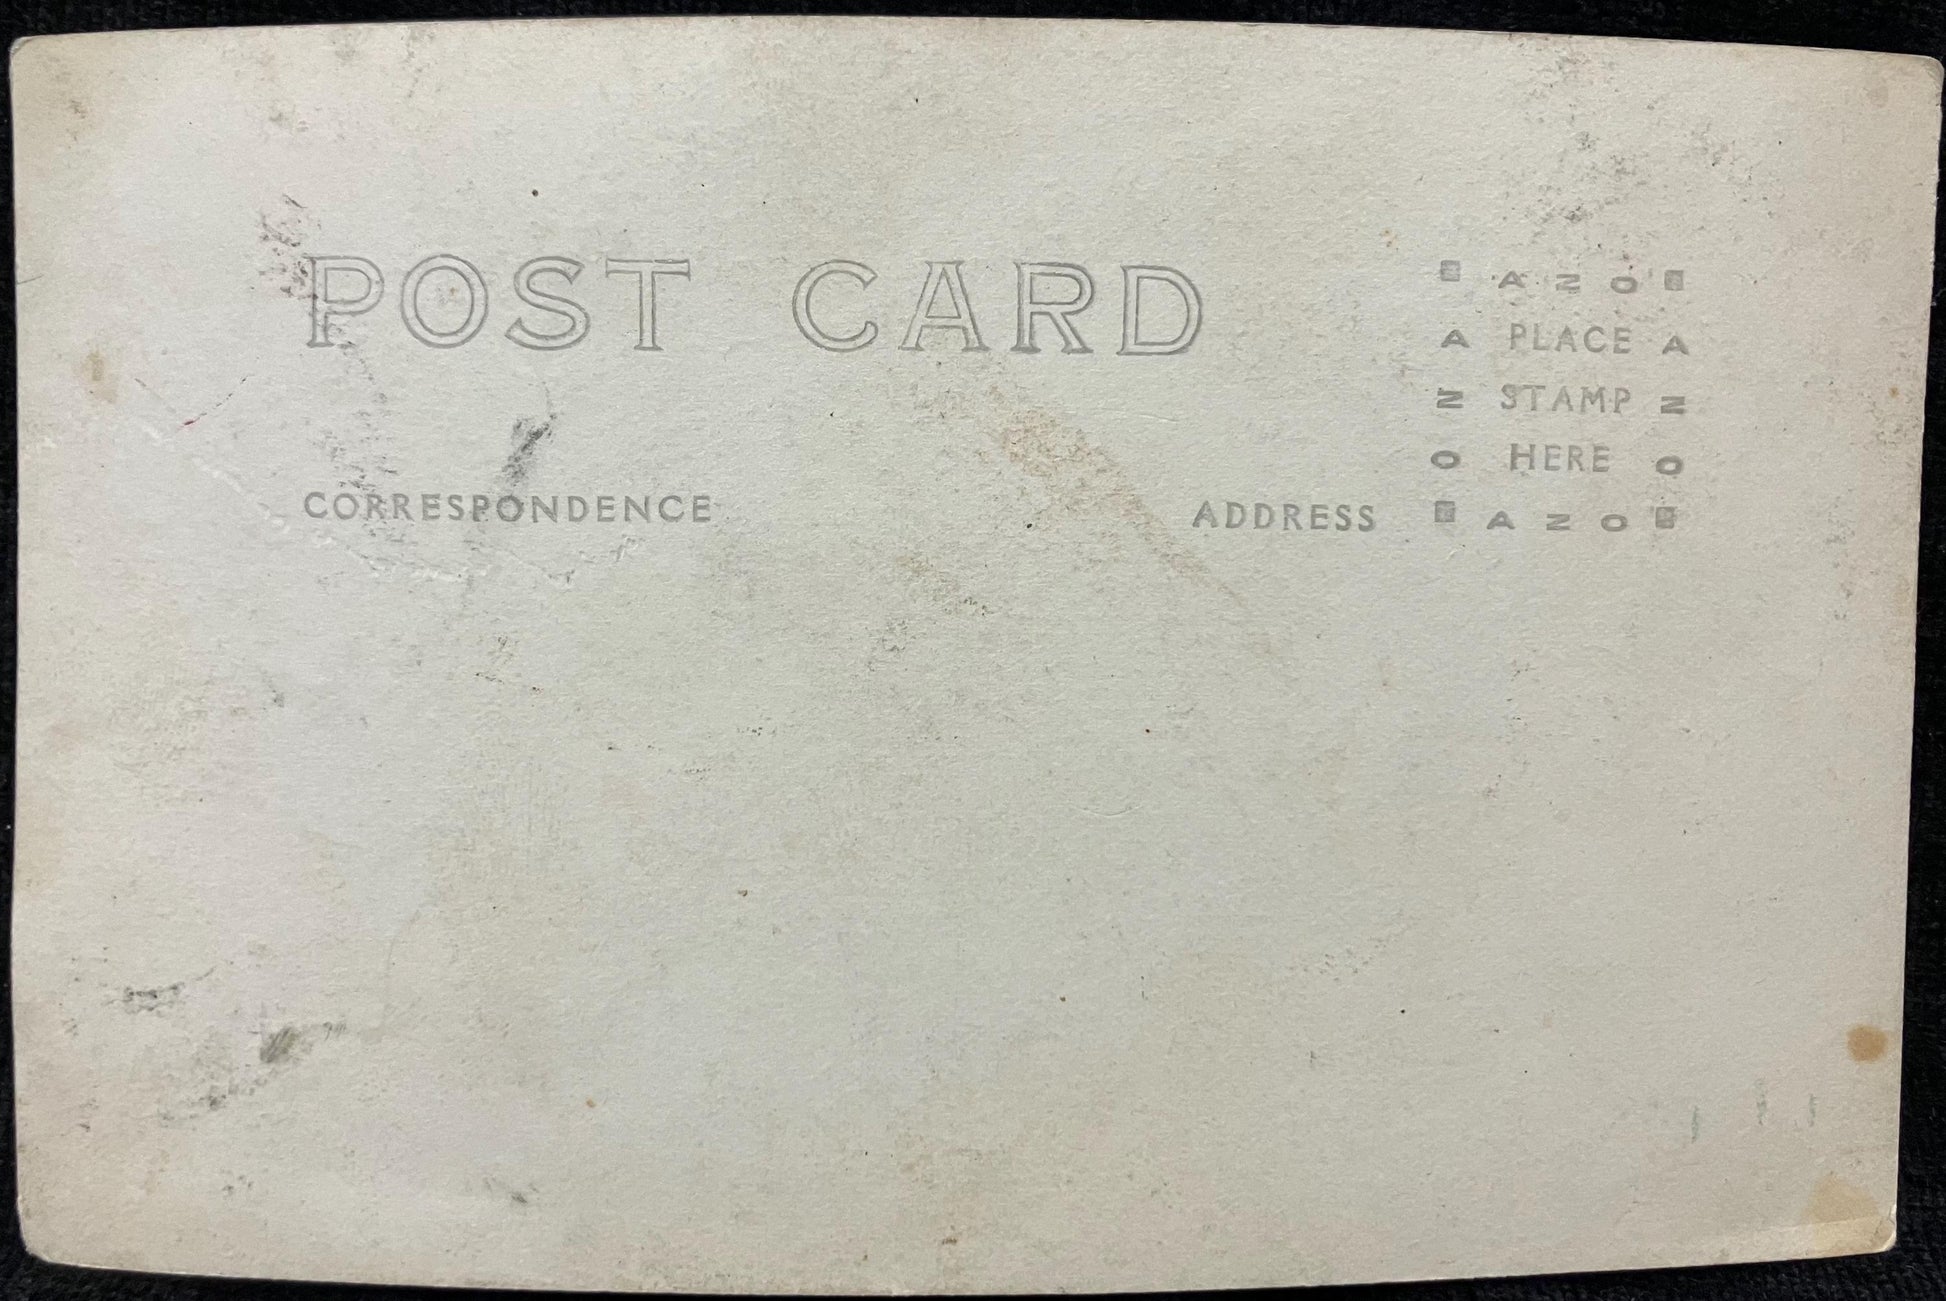 POST CARD
CORRESPONDENCE
ADDRESS
AZO
A PLACE A
N STAMP N
O HERE O
AZO